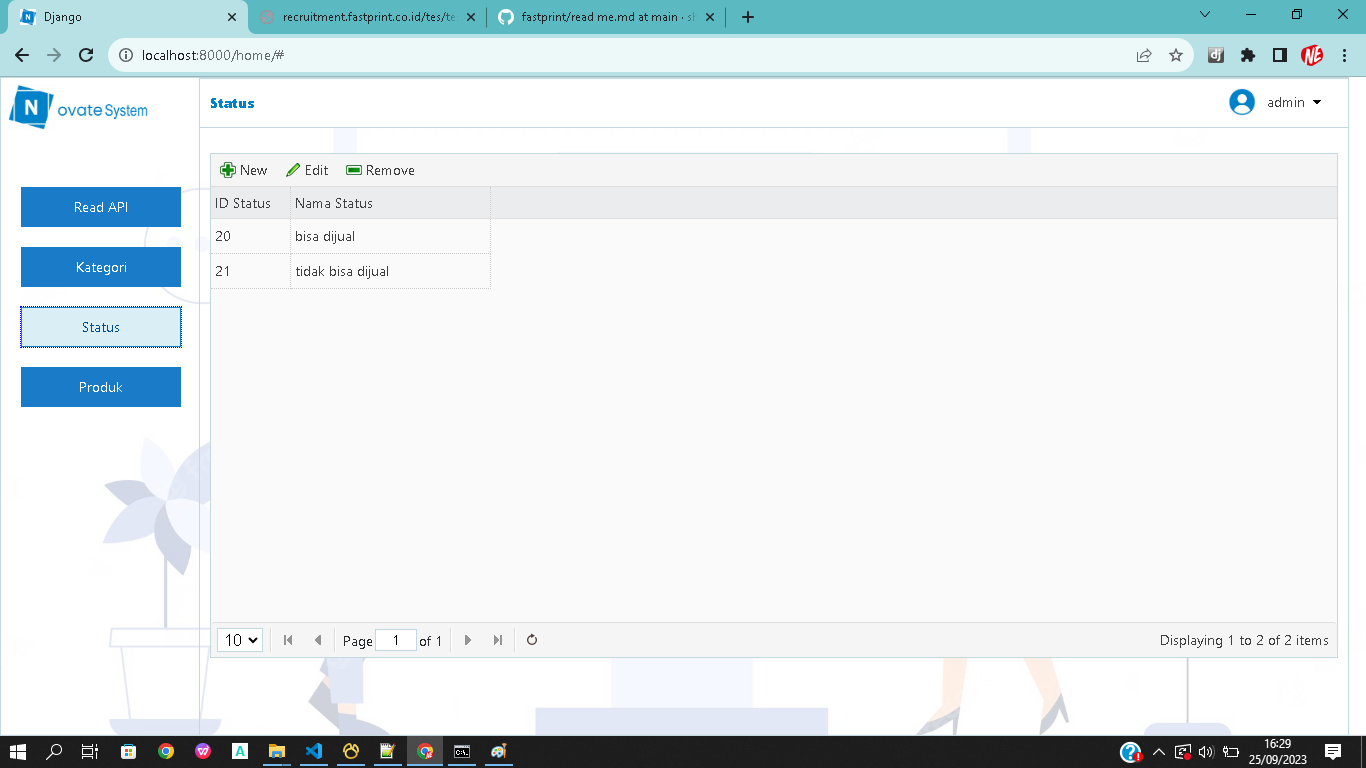 Django
recruitment.fastprint.co.id/tes/te
fastprint/read me.md at main · sh
localhost:8000/home/#
N ovate System
Status
admin
New Edit Remove
Read API
Kategori
Status
Produk
ID Status Nama Status
20 bisa dijual
21 tidak bisa dijual
10 Page 1 of 1 Displaying 1 to 2 of 2 items
16:29
25/09/2023